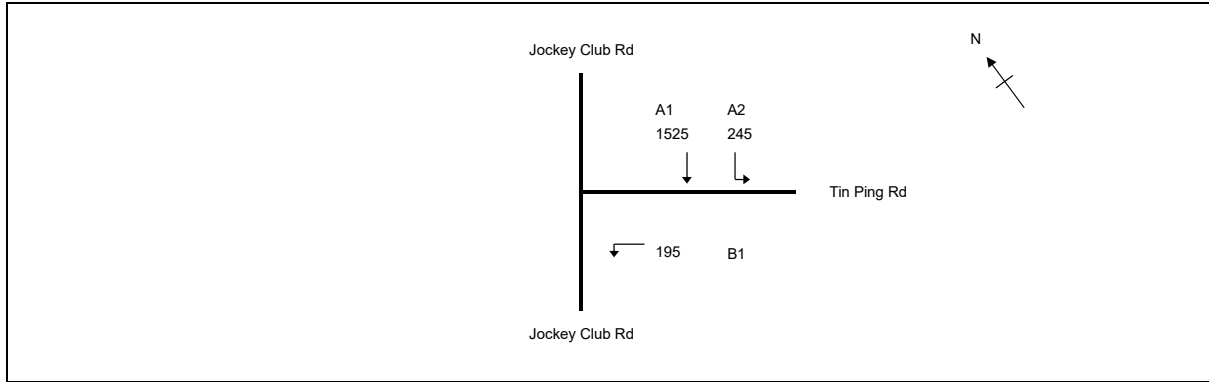 Jockey Club Rd
N
A1 A2
1525 245
Tin Ping Rd
195 B1
Jockey Club Rd